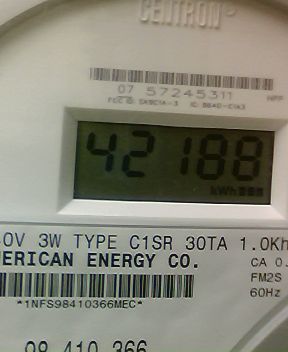 CENTRON®
07 57245311
42188
kWh
0V 3W TYPE C1SR 30TA 1.0Kh
ERICAN ENERGY CO.
CA 0.
FM2S
60Hz
*1NFS98410366MEC*
98 410 366